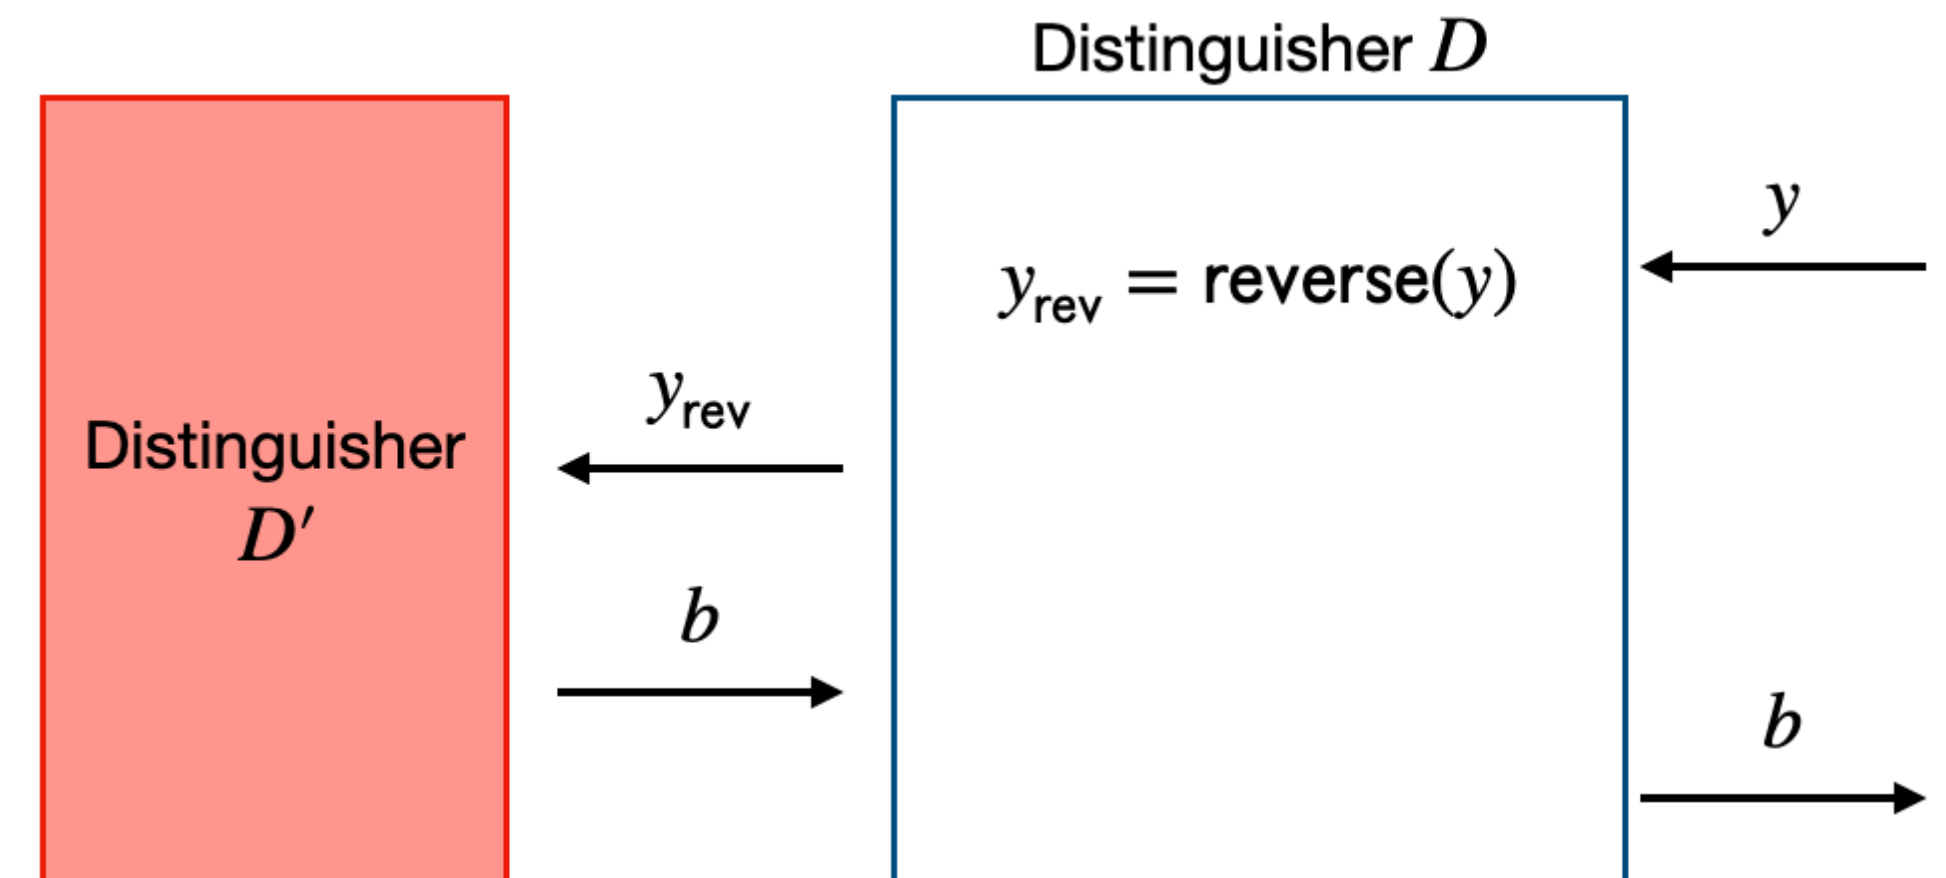 Distinguisher D
y
y_rev = reverse(y)
y_rev
Distinguisher
D′
b
b